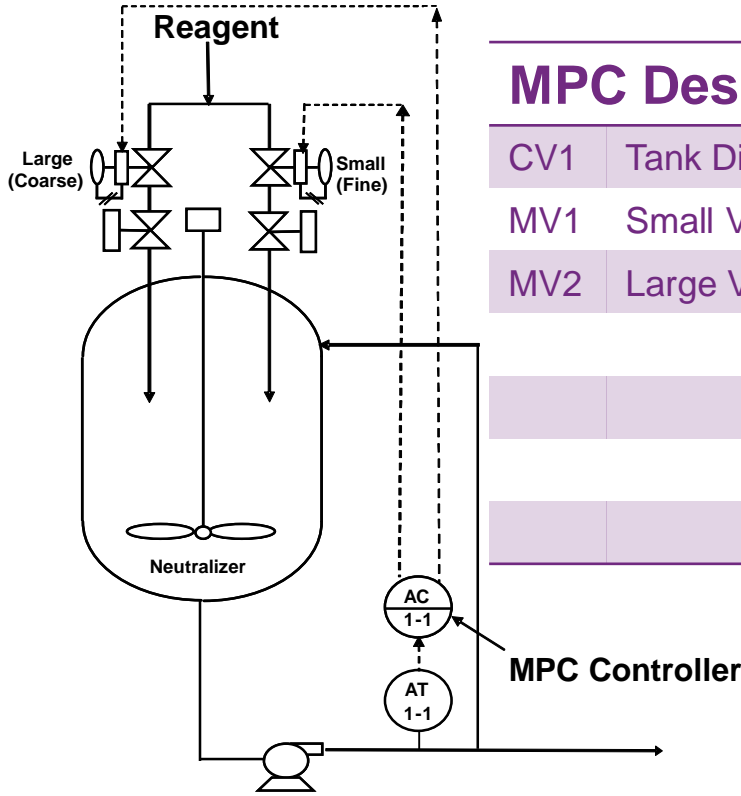 Reagent
MPC Des
Large
(Coarse)
Small
(Fine)
CV1 Tank Di
MV1 Small V
MV2 Large V
Neutralizer
AC
1-1
MPC Controller
AT
1-1